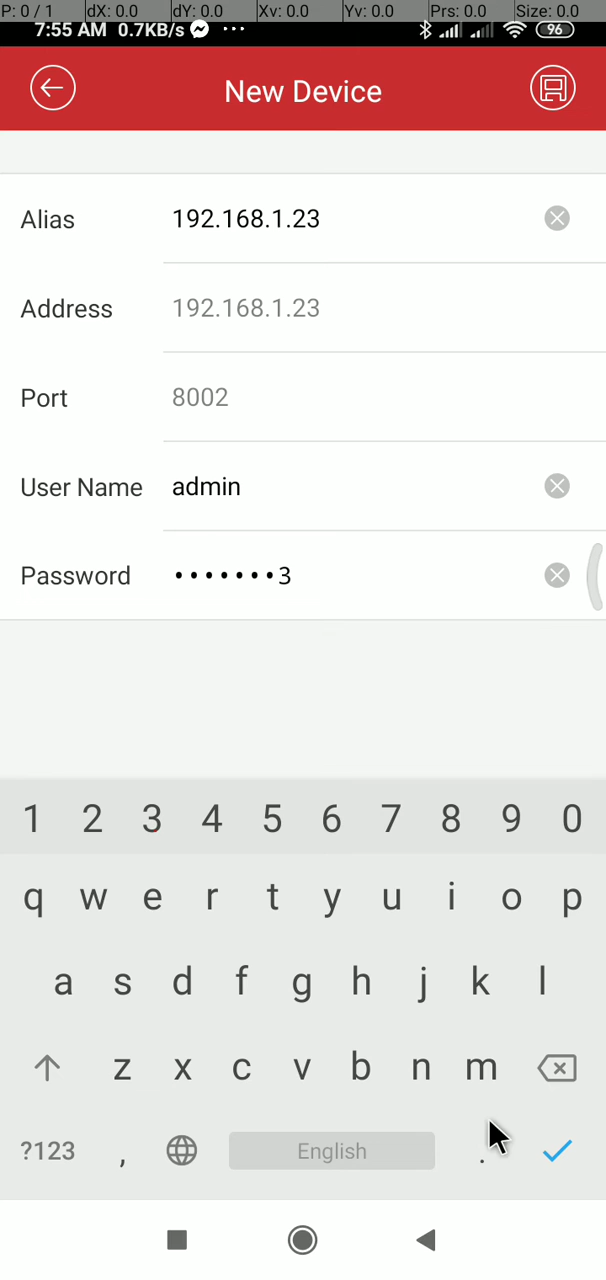 P: 0 / 1 dX: 0.0 dY: 0.0 Xv: 0.0 Yv: 0.0 Prs: 0.0 Size: 0.0
7:55 AM 0.7KB/s ··· 96
New Device
Alias 192.168.1.23
Address 192.168.1.23
Port 8002
User Name admin
Password •••••••3
1 2 3 4 5 6 7 8 9 0
q w e r t y u i o p
a s d f g h j k l
z x c v b n m
?123 , English .